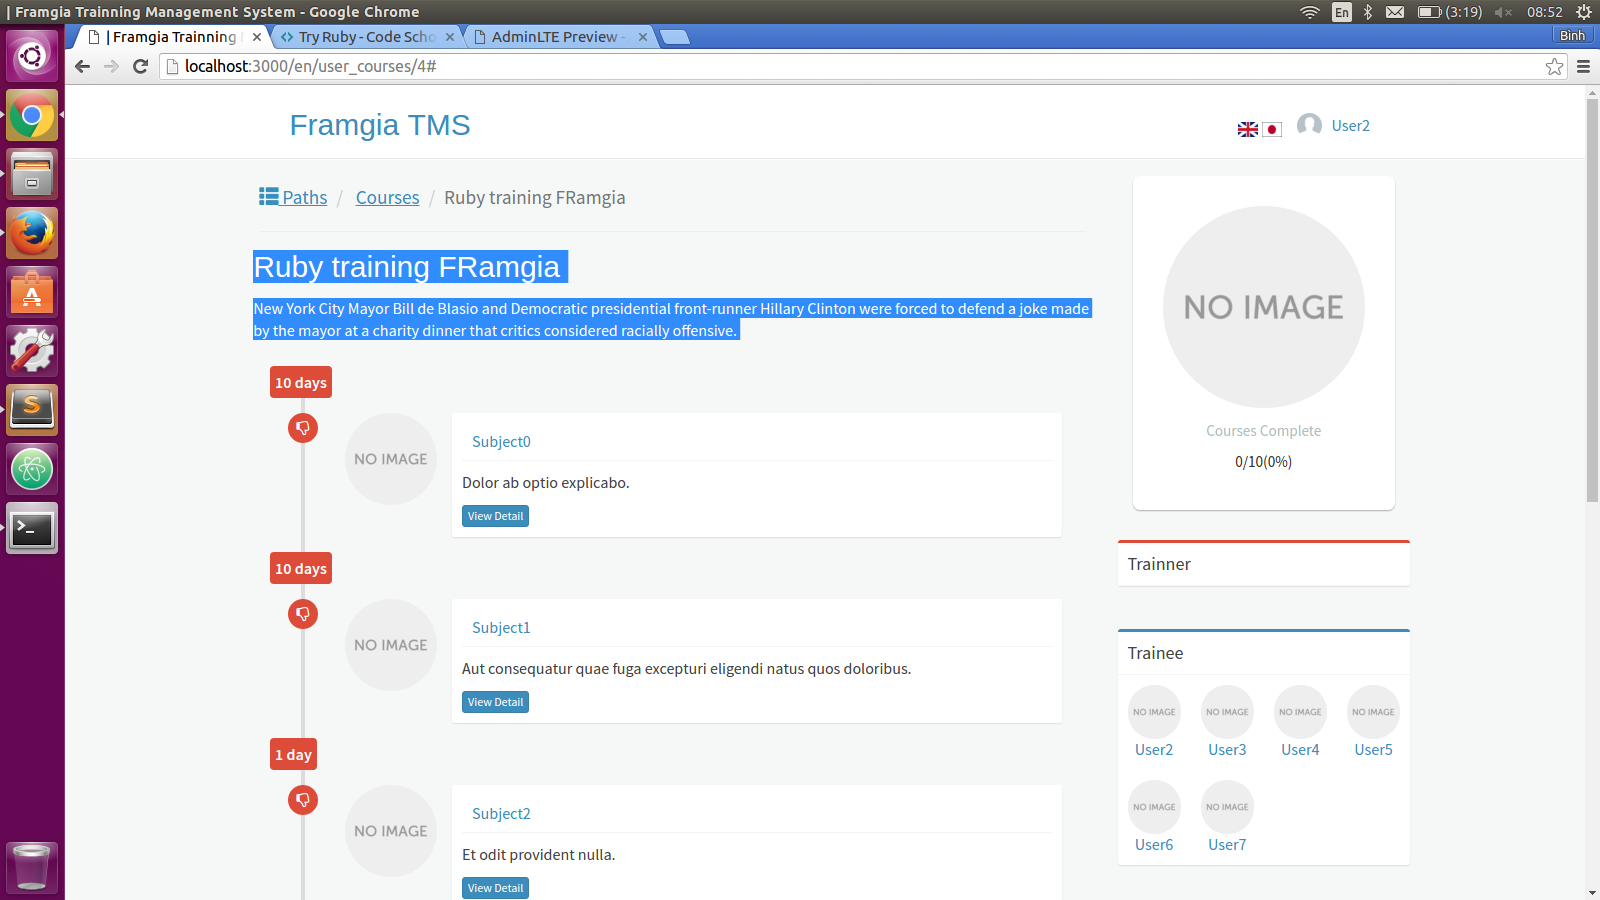 | Framgia Trainning Management System - Google Chrome
En
(3:19)
08:52
| Framgia Trainning
Try Ruby - Code Scho
AdminLTE Preview -
Binh
localhost:3000/en/user_courses/4#
Framgia TMS
User2
Paths / Courses / Ruby training FRamgia
Ruby training FRamgia
New York City Mayor Bill de Blasio and Democratic presidential front-runner Hillary Clinton were forced to defend a joke made
by the mayor at a charity dinner that critics considered racially offensive.
10 days
NO IMAGE
Subject0
Dolor ab optio explicabo.
View Detail
10 days
NO IMAGE
Subject1
Aut consequatur quae fuga excepturi eligendi natus quos doloribus.
View Detail
1 day
NO IMAGE
Subject2
Et odit provident nulla.
View Detail
NO IMAGE
Courses Complete
0/10(0%)
Trainner
Trainee
NO IMAGE NO IMAGE NO IMAGE NO IMAGE
User2 User3 User4 User5
NO IMAGE NO IMAGE
User6 User7